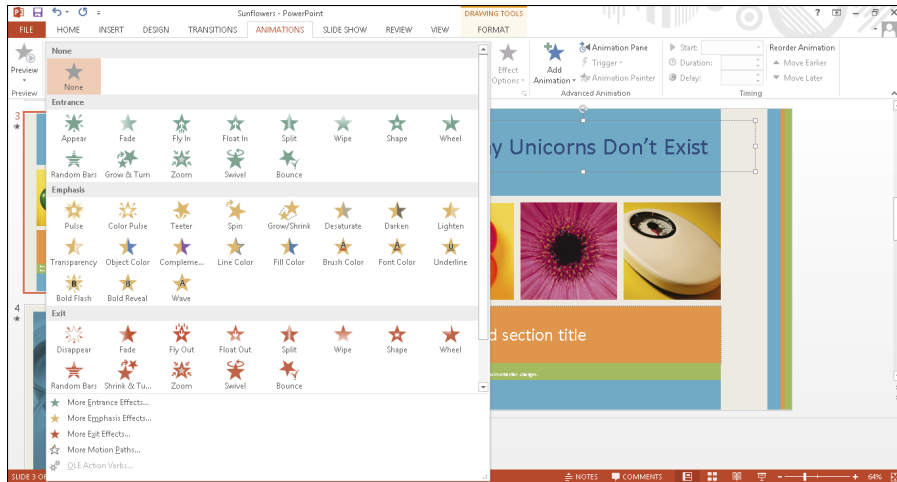 Sunflowers - PowerPoint
DRAWING TOOLS
FILE HOME INSERT DESIGN TRANSITIONS ANIMATIONS SLIDE SHOW REVIEW VIEW FORMAT
Preview
Preview
Effect Options
Add Animation
Animation Pane
Trigger
Animation Painter
Advanced Animation
Start:
Duration:
Delay:
Timing
Reorder Animation
Move Earlier
Move Later
None
None
Entrance
Appear Fade Fly In Float In Split Wipe Shape Wheel
Random Bars Grow & Turn Zoom Swivel Bounce
Emphasis
Pulse Color Pulse Teeter Spin Grow/Shrink Desaturate Darken Lighten
Transparency Object Color Compleme... Line Color Fill Color Brush Color Font Color Underline
Bold Flash Bold Reveal Wave
Exit
Disappear Fade Fly Out Float Out Split Wipe Shape Wheel
Random Bars Shrink & Tu... Zoom Swivel Bounce
More Entrance Effects...
More Emphasis Effects...
More Exit Effects...
More Motion Paths...
OLE Action Verbs...
3
4
y Unicorns Don't Exist
d section title
changes.
SLIDE 3 OF
NOTES COMMENTS 64%